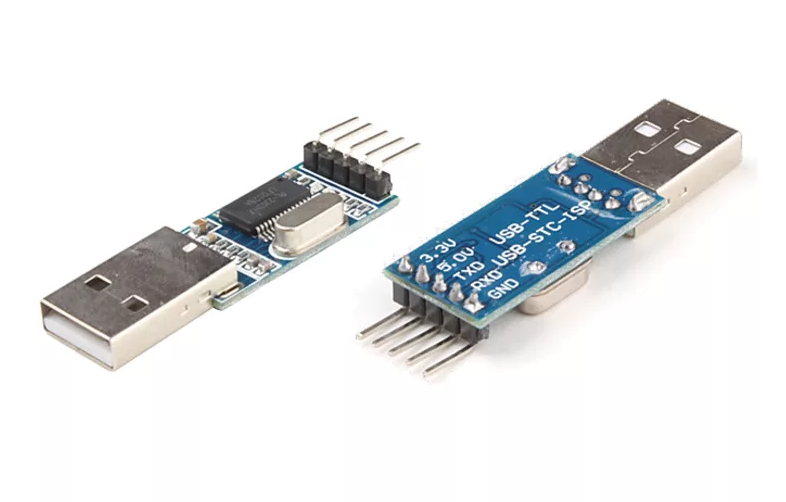 3.3V
5.0V
TXD
RXD
GND
USB-TTL
USB-STC-ISP